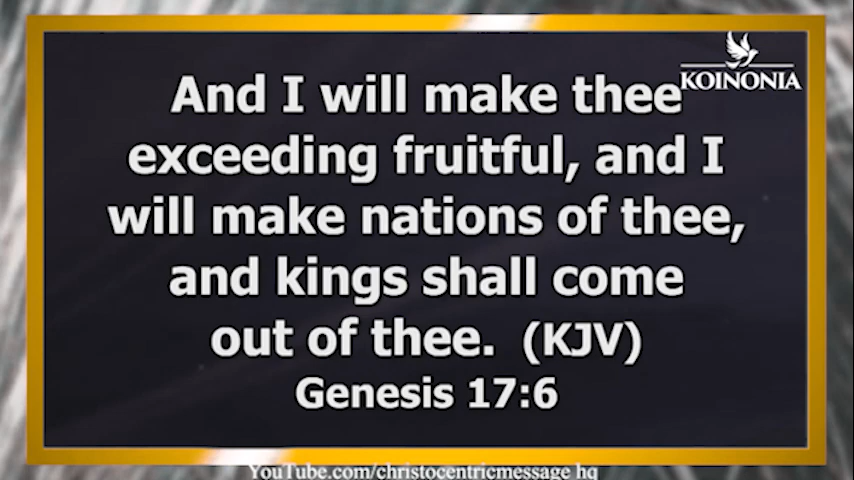 KOINONIA
And I will make thee
exceeding fruitful, and I
will make nations of thee,
and kings shall come
out of thee. (KJV)
Genesis 17:6
YouTube.com/christocentricmessage hq